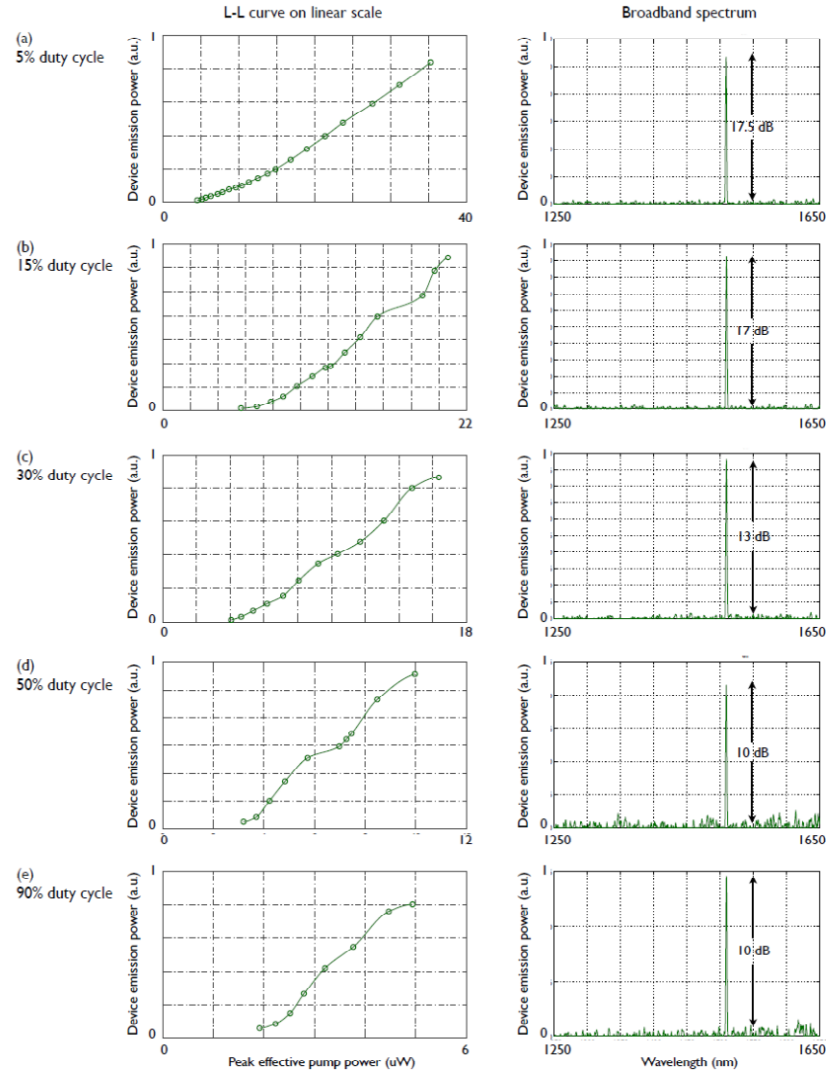 L-L curve on linear scale
Broadband spectrum
(a)
5% duty cycle
Device emission power (a.u.)
1
0
40
Device emission power (a.u.)
1
0
17.5 dB
1250
1650
(b)
15% duty cycle
Device emission power (a.u.)
1
0
22
Device emission power (a.u.)
1
0
17 dB
1250
1650
(c)
30% duty cycle
Device emission power (a.u.)
1
0
0
18
Device emission power (a.u.)
1
0
13 dB
1250
1650
(d)
50% duty cycle
Device emission power (a.u.)
1
0
0
12
Device emission power (a.u.)
1
0
10 dB
1250
1650
(e)
90% duty cycle
Device emission power (a.u.)
1
0
0
6
Peak effective pump power (uW)
Device emission power (a.u.)
1
0
10 dB
1250
1650
Wavelength (nm)